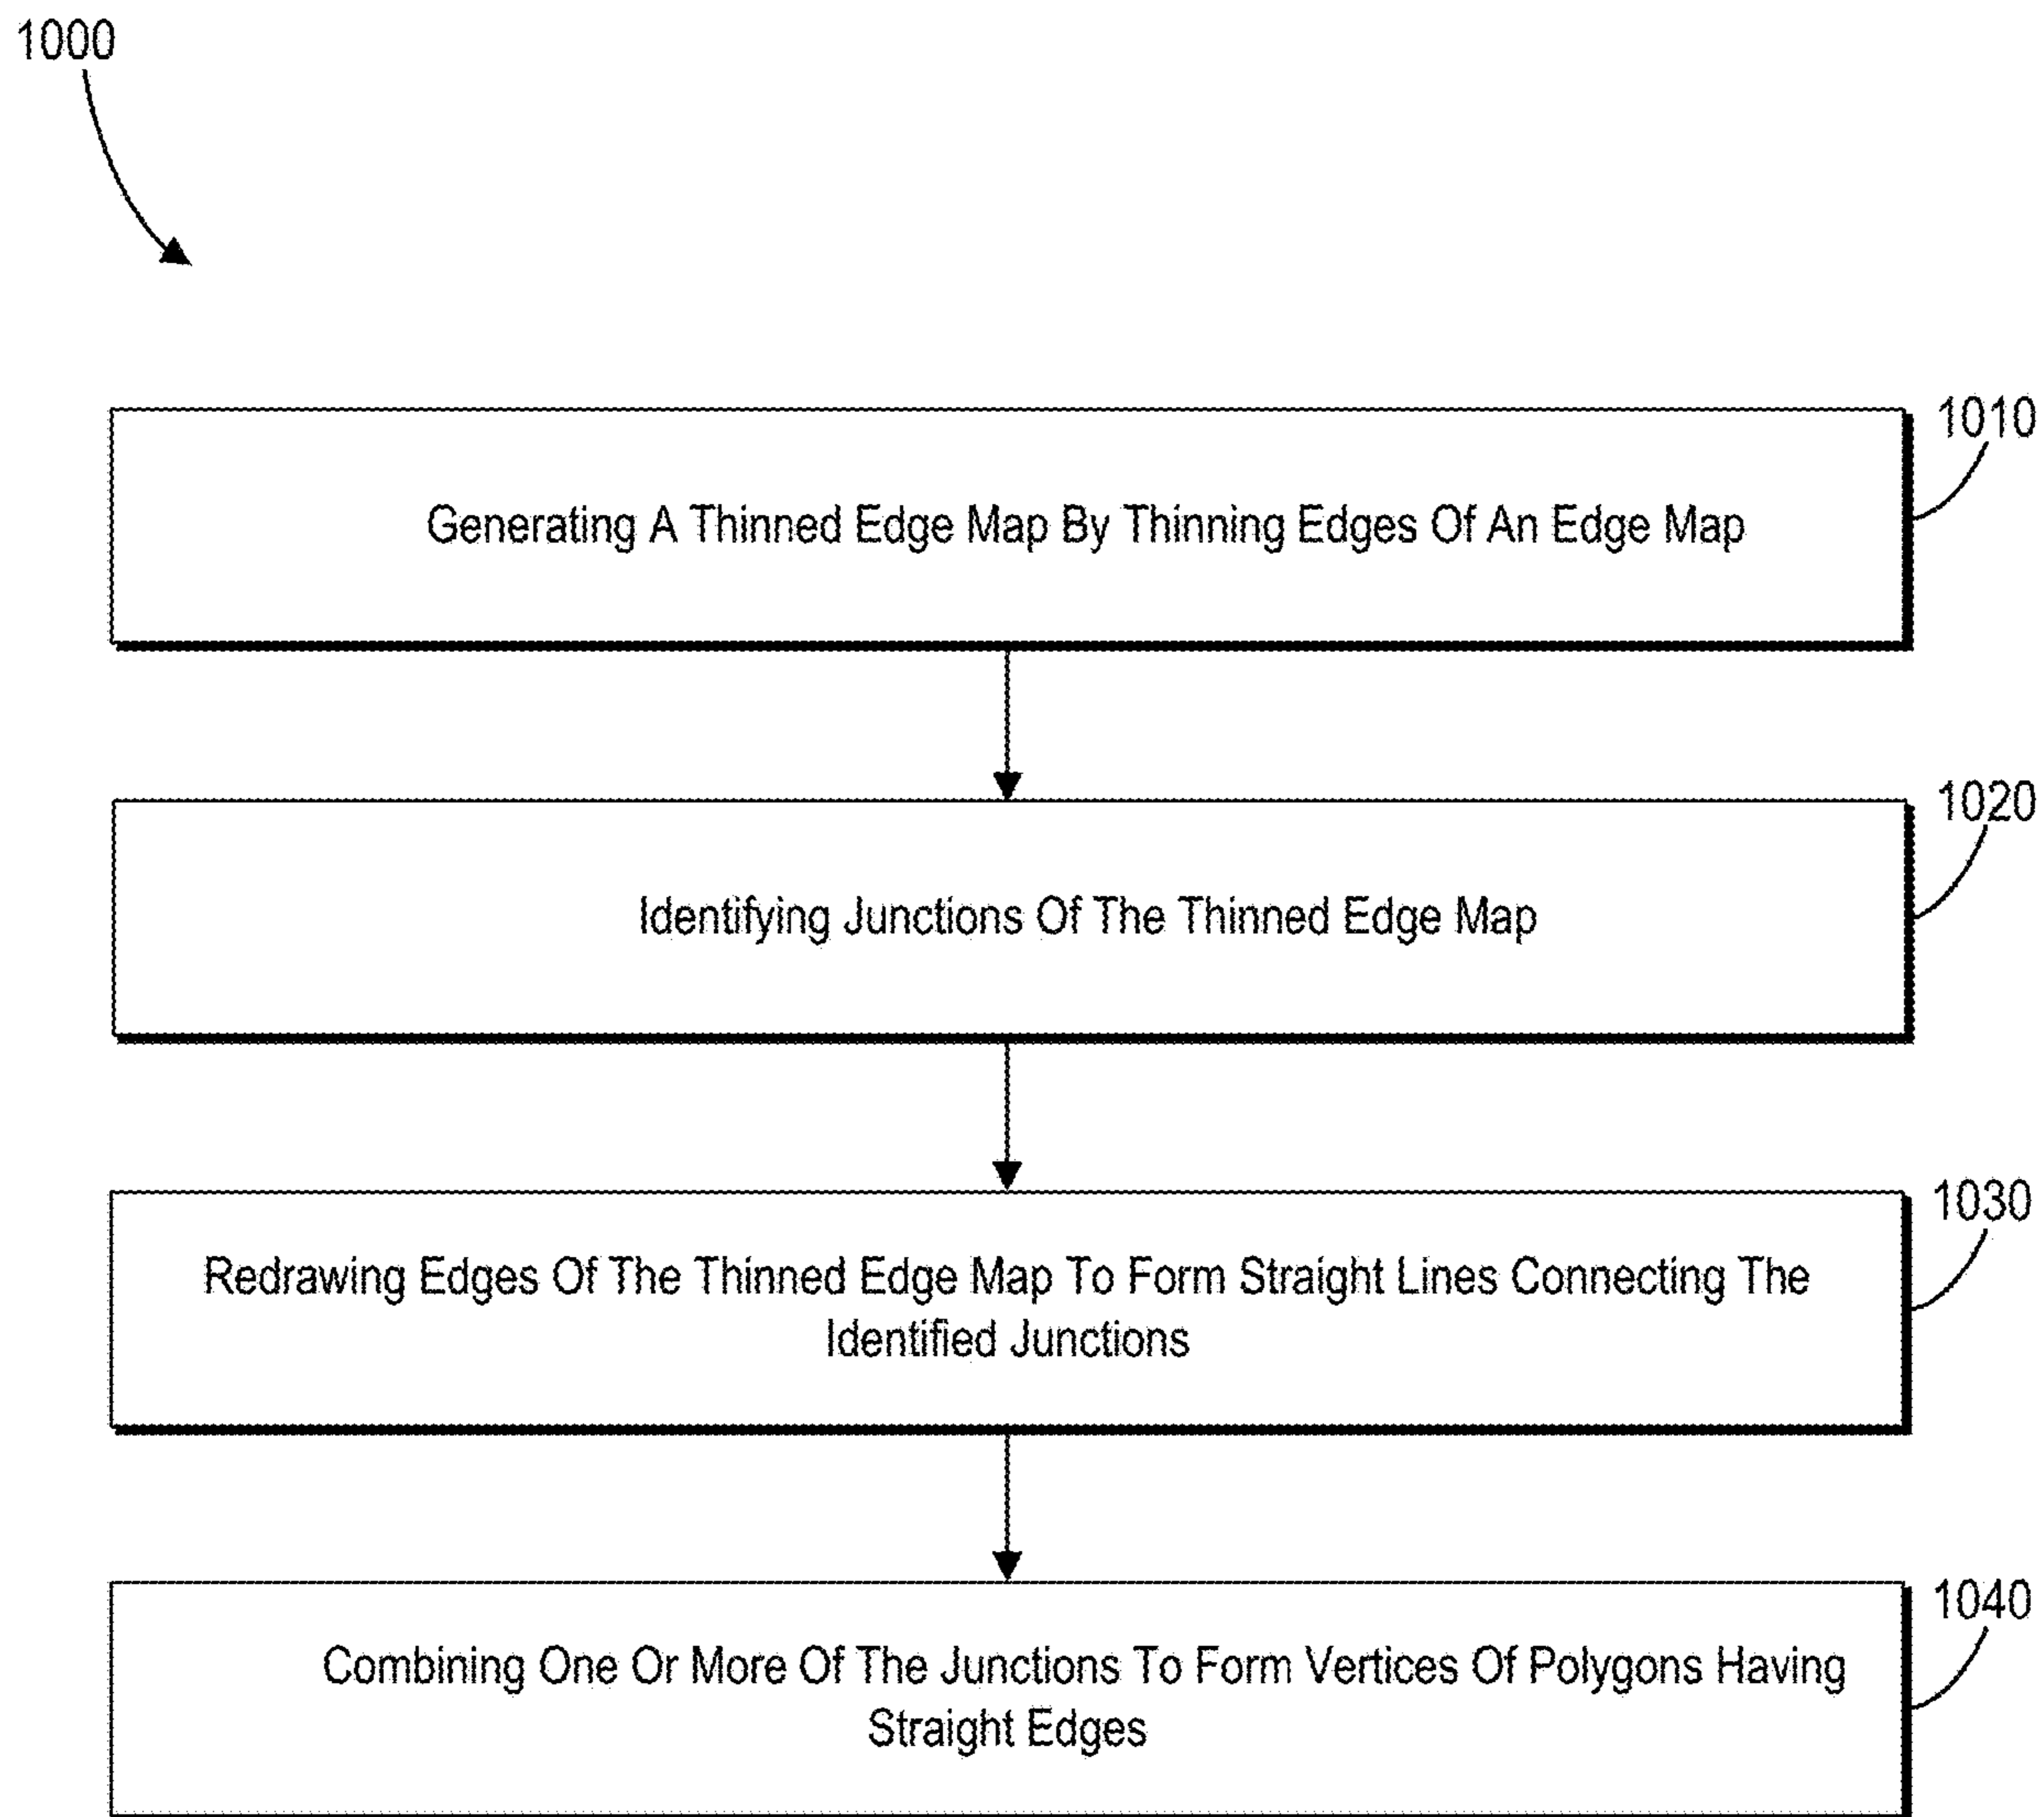 1000
1010
Generating A Thinned Edge Map By Thinning Edges Of An Edge Map
1020
Identifying Junctions Of The Thinned Edge Map
1030
Redrawing Edges Of The Thinned Edge Map To Form Straight Lines Connecting The
Identified Junctions
1040
Combining One Or More Of The Junctions To Form Vertices Of Polygons Having
Straight Edges